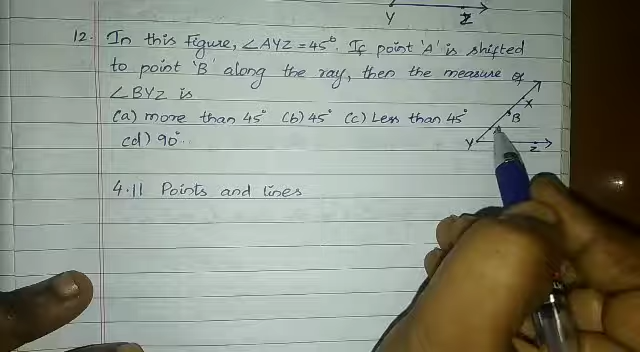 Y Z
12. In this Figure, ∠AYZ = 45°. If point 'A' is shifted
to point 'B' along the ray, then the measure of
∠BYZ is
(a) more than 45° (b) 45° (c) Less than 45°
(d) 90°.
X
B
Y Z
4.11 Points and lines